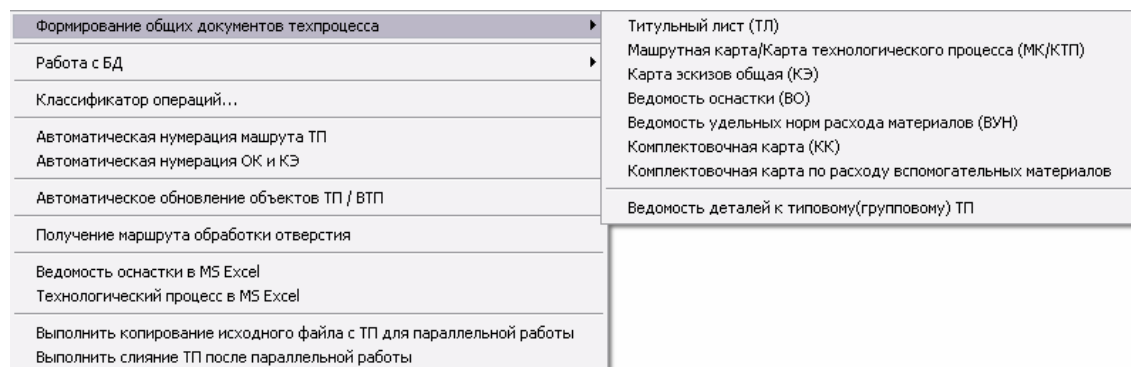 Формирование общих документов техпроцесса
Работа с БД
Классификатор операций...
Автоматическая нумерация машрута ТП
Автоматическая нумерация ОК и КЭ
Автоматическое обновление объектов ТП / ВТП
Получение маршрута обработки отверстия
Ведомость оснастки в MS Excel
Технологический процесс в MS Excel
Выполнить копирование исходного файла с ТП для параллельной работы
Выполнить слияние ТП после параллельной работы
Титульный лист (ТЛ)
Машрутная карта/Карта технологического процесса (МК/КТП)
Карта эскизов общая (КЭ)
Ведомость оснастки (ВО)
Ведомость удельных норм расхода материалов (ВУН)
Комплектовочная карта (КК)
Комплектовочная карта по расходу вспомогательных материалов
Ведомость деталей к типовому(групповому) ТП